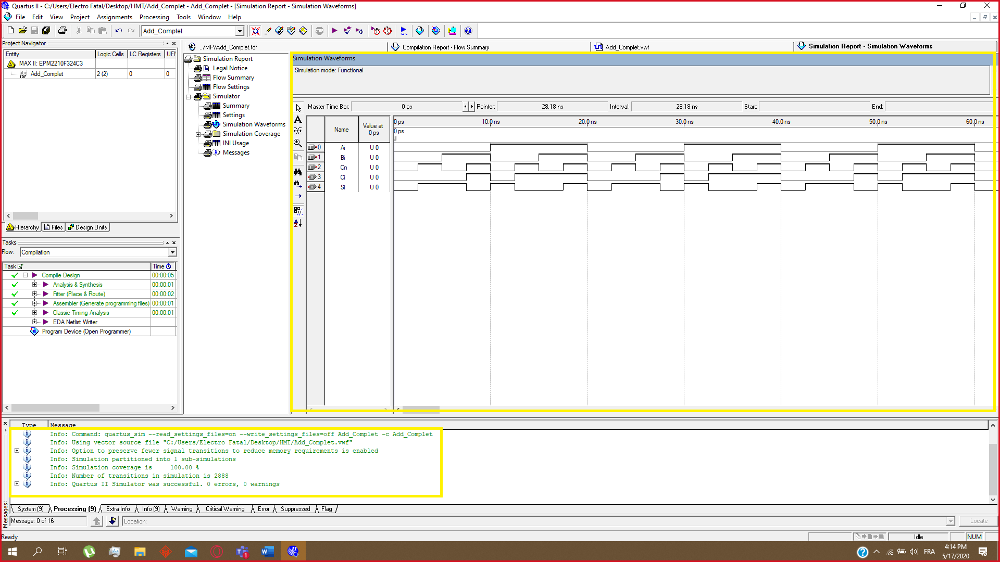 Quartus II - C:/Users/Electro Fatal/Desktop/HMT/Add_Complet - Add_Complet - [Simulation Report - Simulation Waveforms]
File Edit View Project Assignments Processing Tools Window Help
Add_Complet
STOP
Project Navigator
Entity Logic Cells LC Registers UFM
MAX II: EPM2210F324C3
abc TDF Add_Complet 2 (2) 0 0
Hierarchy Files Design Units
Tasks
Flow: Compilation
Task Time
Compile Design 00:00:05
Analysis & Synthesis 00:00:01
Fitter (Place & Route) 00:00:02
Assembler (Generate programming files) 00:00:01
Classic Timing Analysis 00:00:01
EDA Netlist Writer
Program Device (Open Programmer)
../MP/Add_Complet.tdf Compilation Report - Flow Summary Add_Complet.vwf Simulation Report - Simulation Waveforms
Simulation Report
Legal Notice
Flow Summary
Flow Settings
Simulator
Summary
Settings
Simulation Waveforms
Simulation Coverage
INI Usage
Messages
Simulation Waveforms
Simulation mode: Functional
Master Time Bar: 0 ps Pointer: 28.18 ns Interval: 28.18 ns Start: End:
Name Value at 0 ps
0 ps 10.0 ns 20.0 ns 30.0 ns 40.0 ns 50.0 ns 60.0 ns
0 ps
0 Ai U 0
1 Bi U 0
2 Cn U 0
3 Ci U 0
4 Si U 0
Type Message
Info: Command: quartus_sim --read_settings_files=on --write_settings_files=off Add_Complet -c Add_Complet
Info: Using vector source file "C:/Users/Electro Fatal/Desktop/HMT/Add_Complet.vwf"
Info: Option to preserve fewer signal transitions to reduce memory requirements is enabled
Info: Simulation partitioned into 1 sub-simulations
Info: Simulation coverage is 100.00 %
Info: Number of transitions in simulation is 2888
Info: Quartus II Simulator was successful. 0 errors, 0 warnings
System (9) Processing (9) Extra Info Info (9) Warning Critical Warning Error Suppressed Flag
Messages
Message: 0 of 16 Location: Locate
Ready Idle NUM
FRA
4:14 PM
5/17/2020